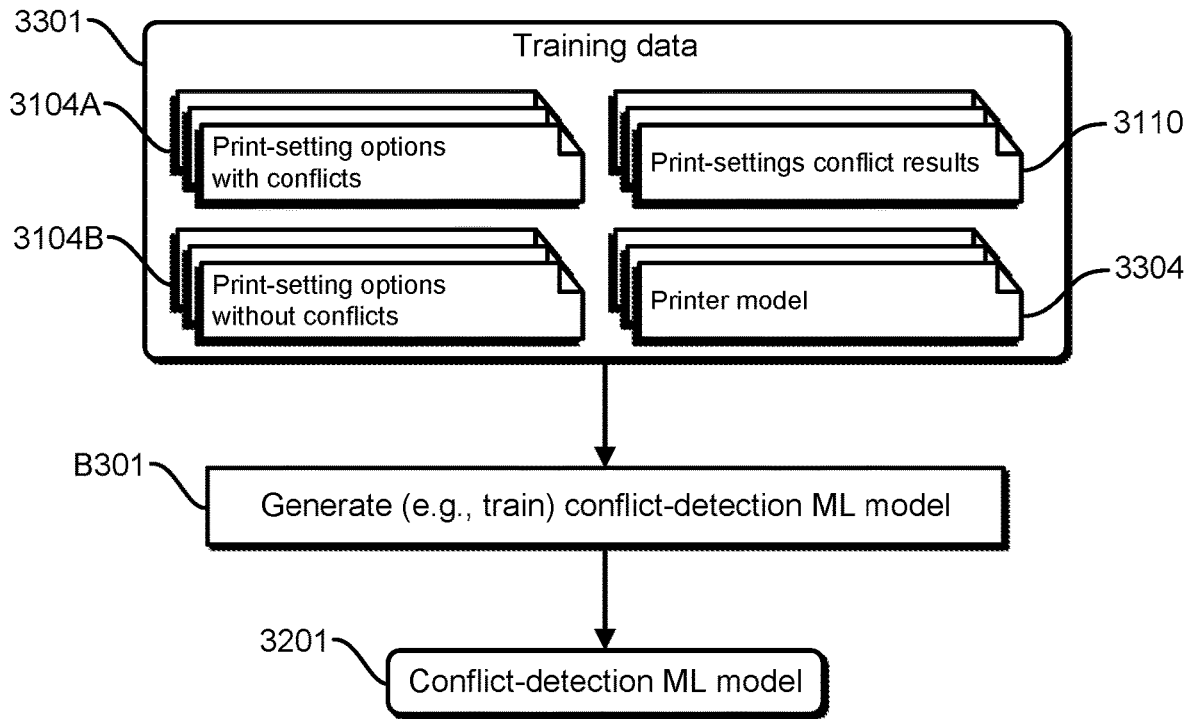 3301
Training data
3104A
Print-setting options
with conflicts
Print-settings conflict results
3110
3104B
Print-setting options
without conflicts
Printer model
3304
B301
Generate (e.g., train) conflict-detection ML model
3201
Conflict-detection ML model